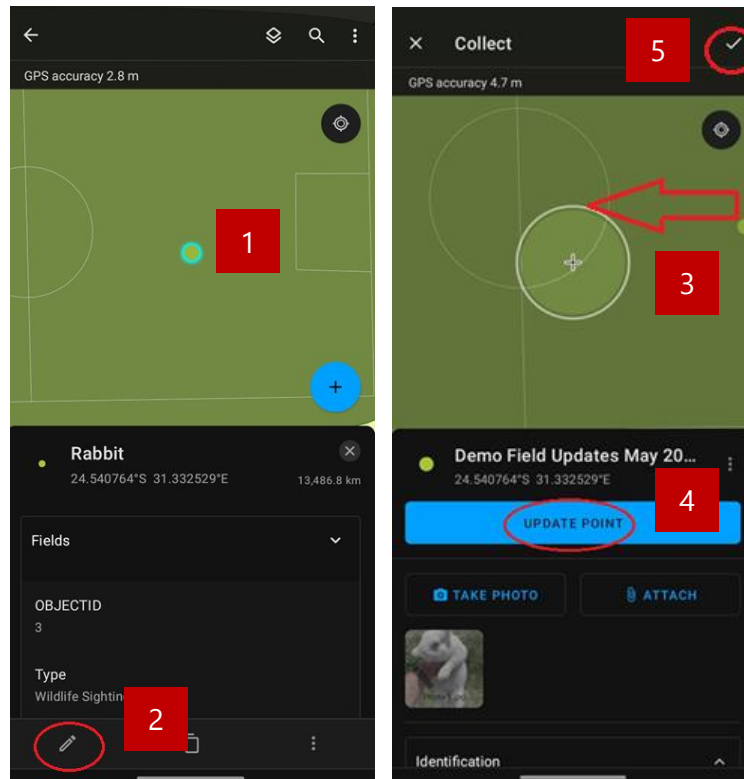 GPS accuracy 2.8 m
1
Rabbit
24.540764°S 31.332529°E
13,486.8 km
Fields
OBJECTID
3
Type
Wildlife Sightin
2
Collect
5
GPS accuracy 4.7 m
3
Demo Field Updates May 20...
24.540764°S 31.332529°E
4
UPDATE POINT
TAKE PHOTO
ATTACH
Identification